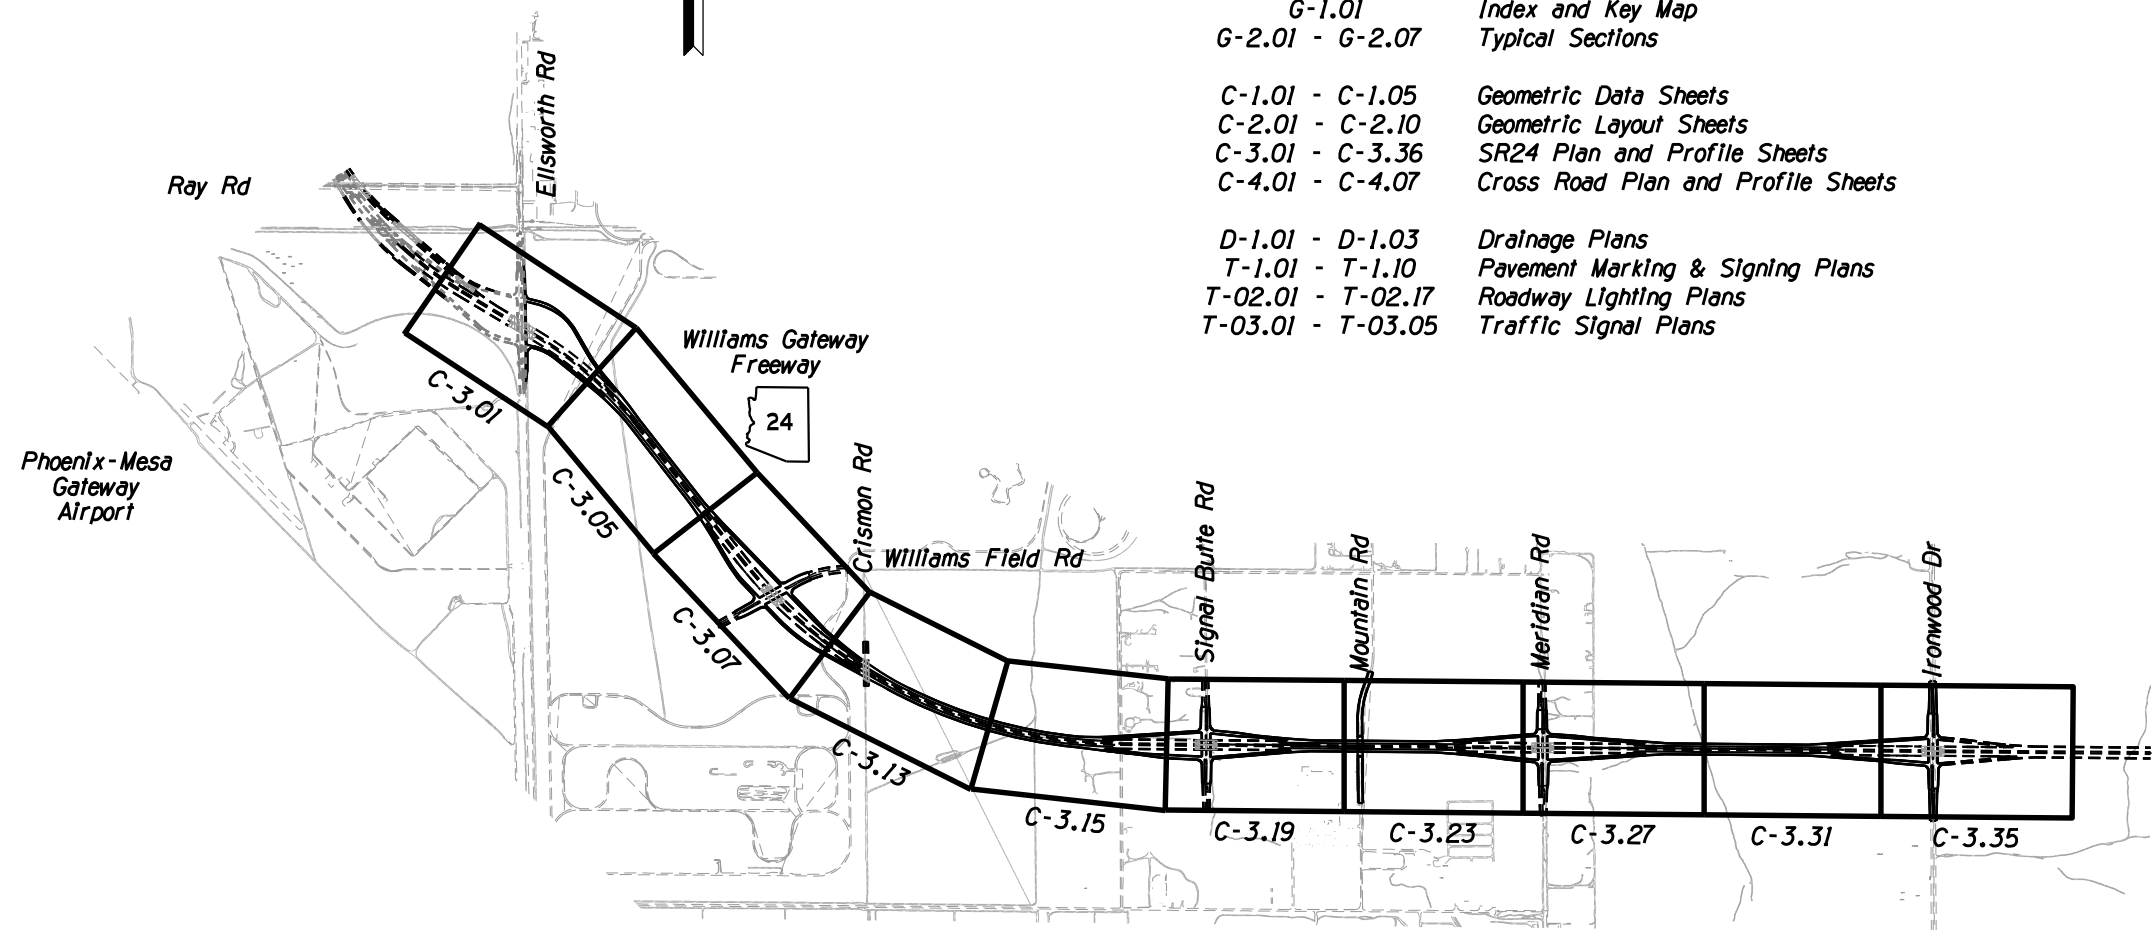 G-1.01 Index and Key Map
G-2.01 - G-2.07 Typical Sections
C-1.01 - C-1.05 Geometric Data Sheets
C-2.01 - C-2.10 Geometric Layout Sheets
C-3.01 - C-3.36 SR24 Plan and Profile Sheets
C-4.01 - C-4.07 Cross Road Plan and Profile Sheets
D-1.01 - D-1.03 Drainage Plans
T-1.01 - T-1.10 Pavement Marking & Signing Plans
T-02.01 - T-02.17 Roadway Lighting Plans
T-03.01 - T-03.05 Traffic Signal Plans
Ellsworth Rd
Ray Rd
Williams Gateway
Freeway
24
C-3.01
Phoenix-Mesa
Gateway
Airport
C-3.05
Crismon Rd
Williams Field Rd
Signal Butte Rd
Mountain Rd
Meridian Rd
Ironwood Dr
C-3.07
C-3.13
C-3.15
C-3.19
C-3.23
C-3.27
C-3.31
C-3.35